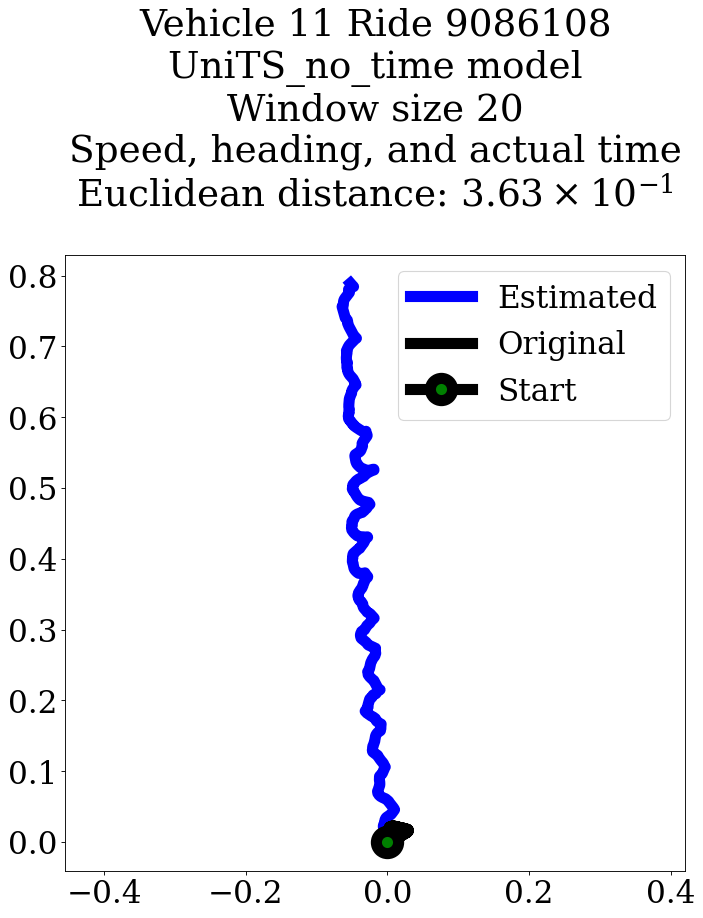 Vehicle 11 Ride 9086108
UniTS_no_time model
Window size 20
Speed, heading, and actual time
Euclidean distance: 3.63 × 10⁻¹
Estimated
Original
Start
0.8
0.7
0.6
0.5
0.4
0.3
0.2
0.1
0.0
−0.4 −0.2 0.0 0.2 0.4